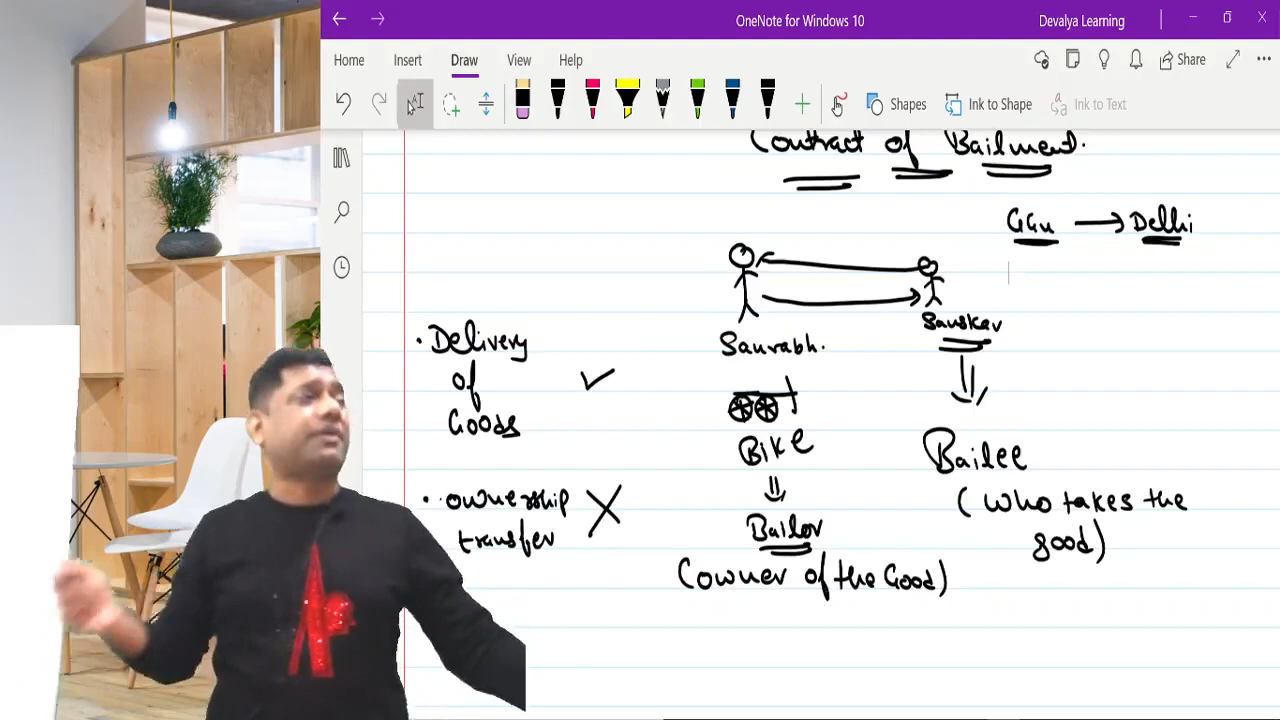 OneNote for Windows 10
Devalya Learning
Home Insert Draw View Help
Share
Shapes
Ink to Shape
Ink to Text
Contract of Bailment.
GGN → Delhi
Sanskar
Saurabh.
• Delivery
of
Goods
Bike
Bailee
• ownership
transfer
(who takes the
good)
Bailor
(owner of the Good)